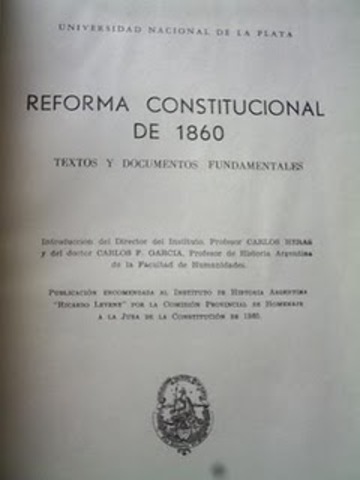 UNIVERSIDAD NACIONAL DE LA PLATA
REFORMA CONSTITUCIONAL
DE 1860
TEXTOS Y DOCUMENTOS FUNDAMENTALES
Introducción del Director del Instituto, Profesor CARLOS HERAS
y del doctor CARLOS F. GARCIA, Profesor de Historia Argentina
de la Facultad de Humanidades.
Publicación encomendada al Instituto de Historia Argentina
"Ricardo Levene" por la Comisión Provincial de Homenaje
a la Jura de la Constitución de 1860.